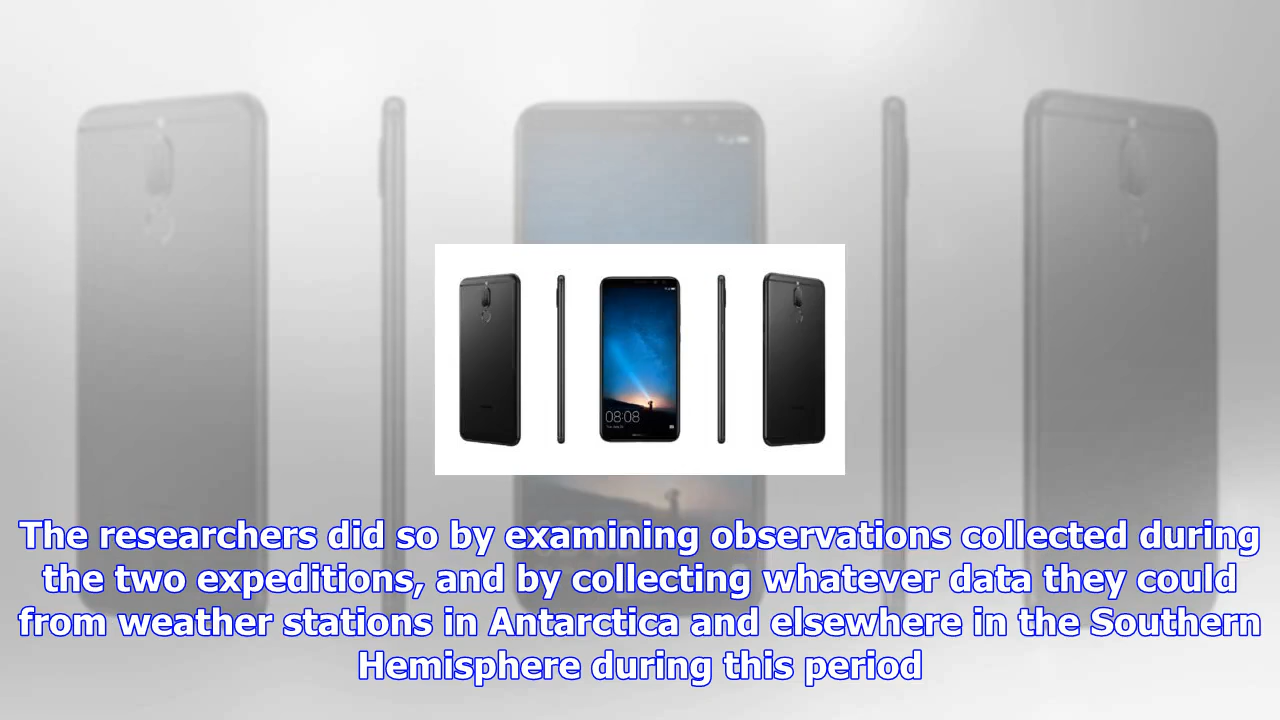 08:08
The researchers did so by examining observations collected during
the two expeditions, and by collecting whatever data they could
from weather stations in Antarctica and elsewhere in the Southern
Hemisphere during this period